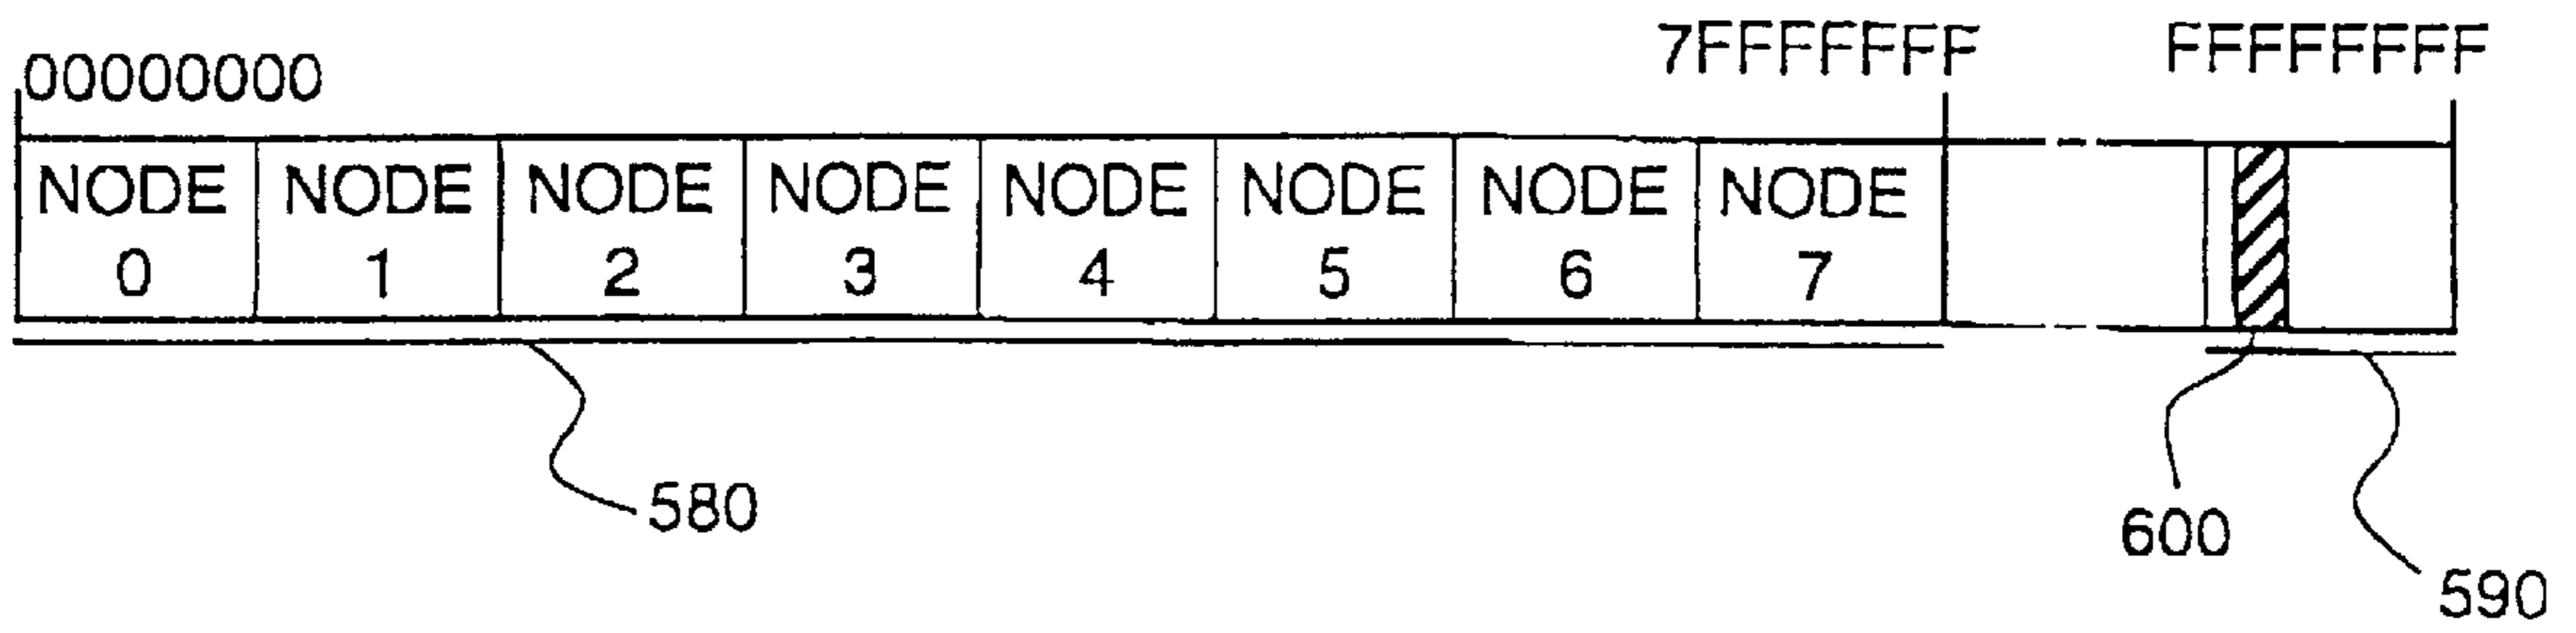 00000000
7FFFFFFF
FFFFFFFF
NODE 0
NODE 1
NODE 2
NODE 3
NODE 4
NODE 5
NODE 6
NODE 7
580
600
590